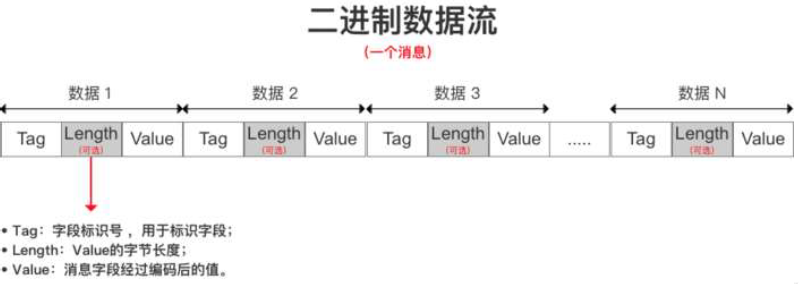 二进制数据流
(一个消息)
数据 1 数据 2 数据 3 数据 N
Tag Length Value Tag Length Value Tag Length Value ..... Tag Length Value
(可选) (可选) (可选) (可选)
• Tag：字段标识号 ，用于标识字段；
• Length：Value的字节长度；
• Value：消息字段经过编码后的值。